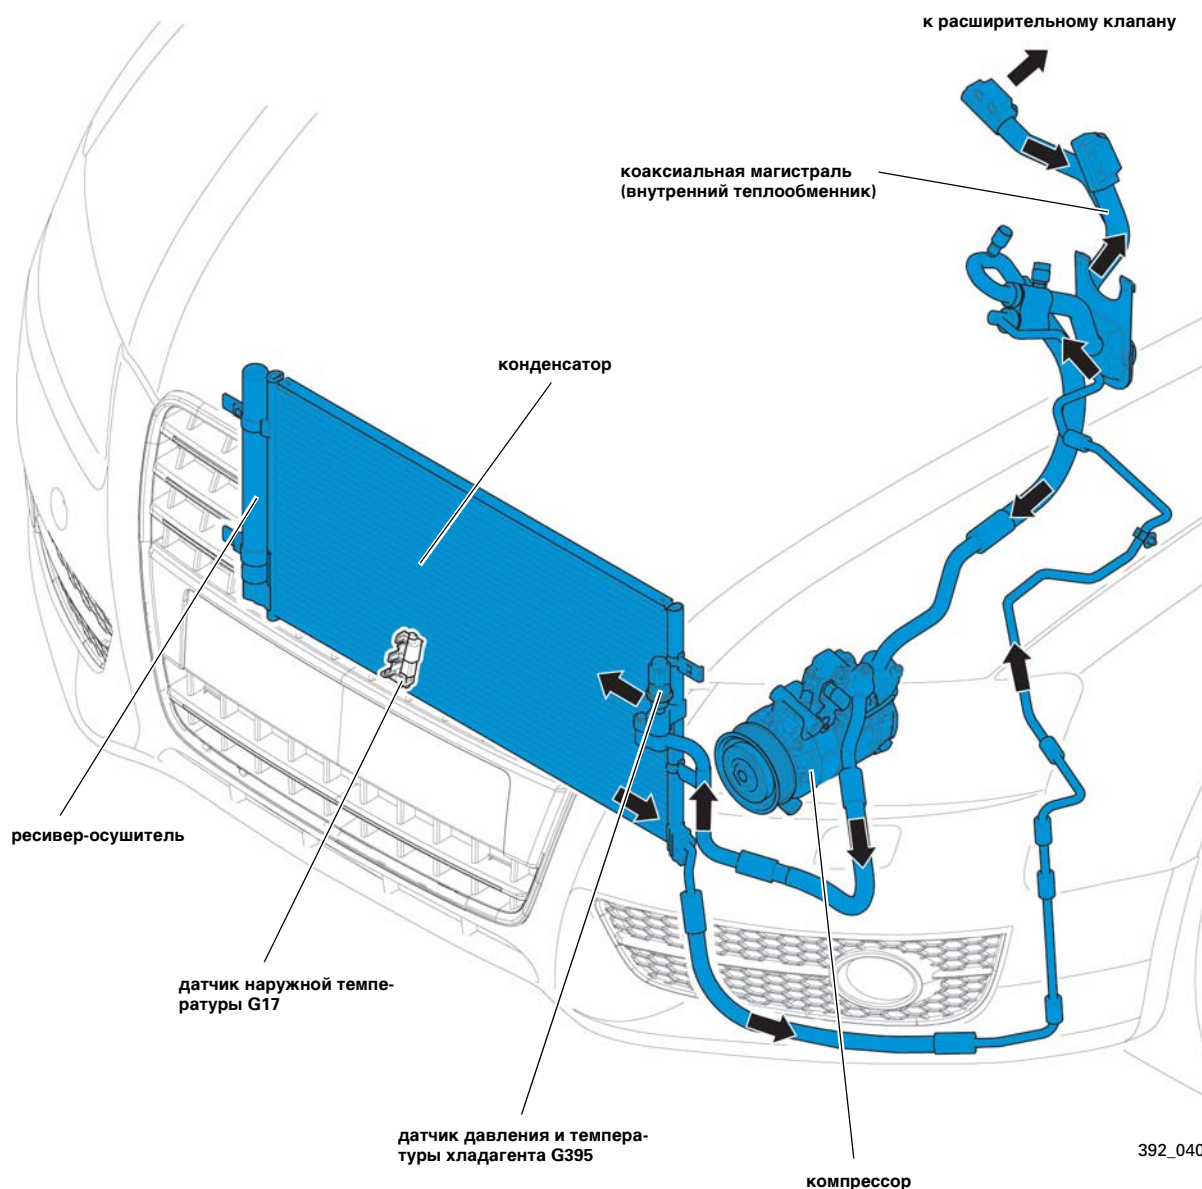 к расширительному клапану
коаксиальная магистраль
(внутренний теплообменник)
конденсатор
ресивер-осушитель
датчик наружной темпе-
ратуры G17
датчик давления и темпера-
туры хладагента G395
392_040
компрессор